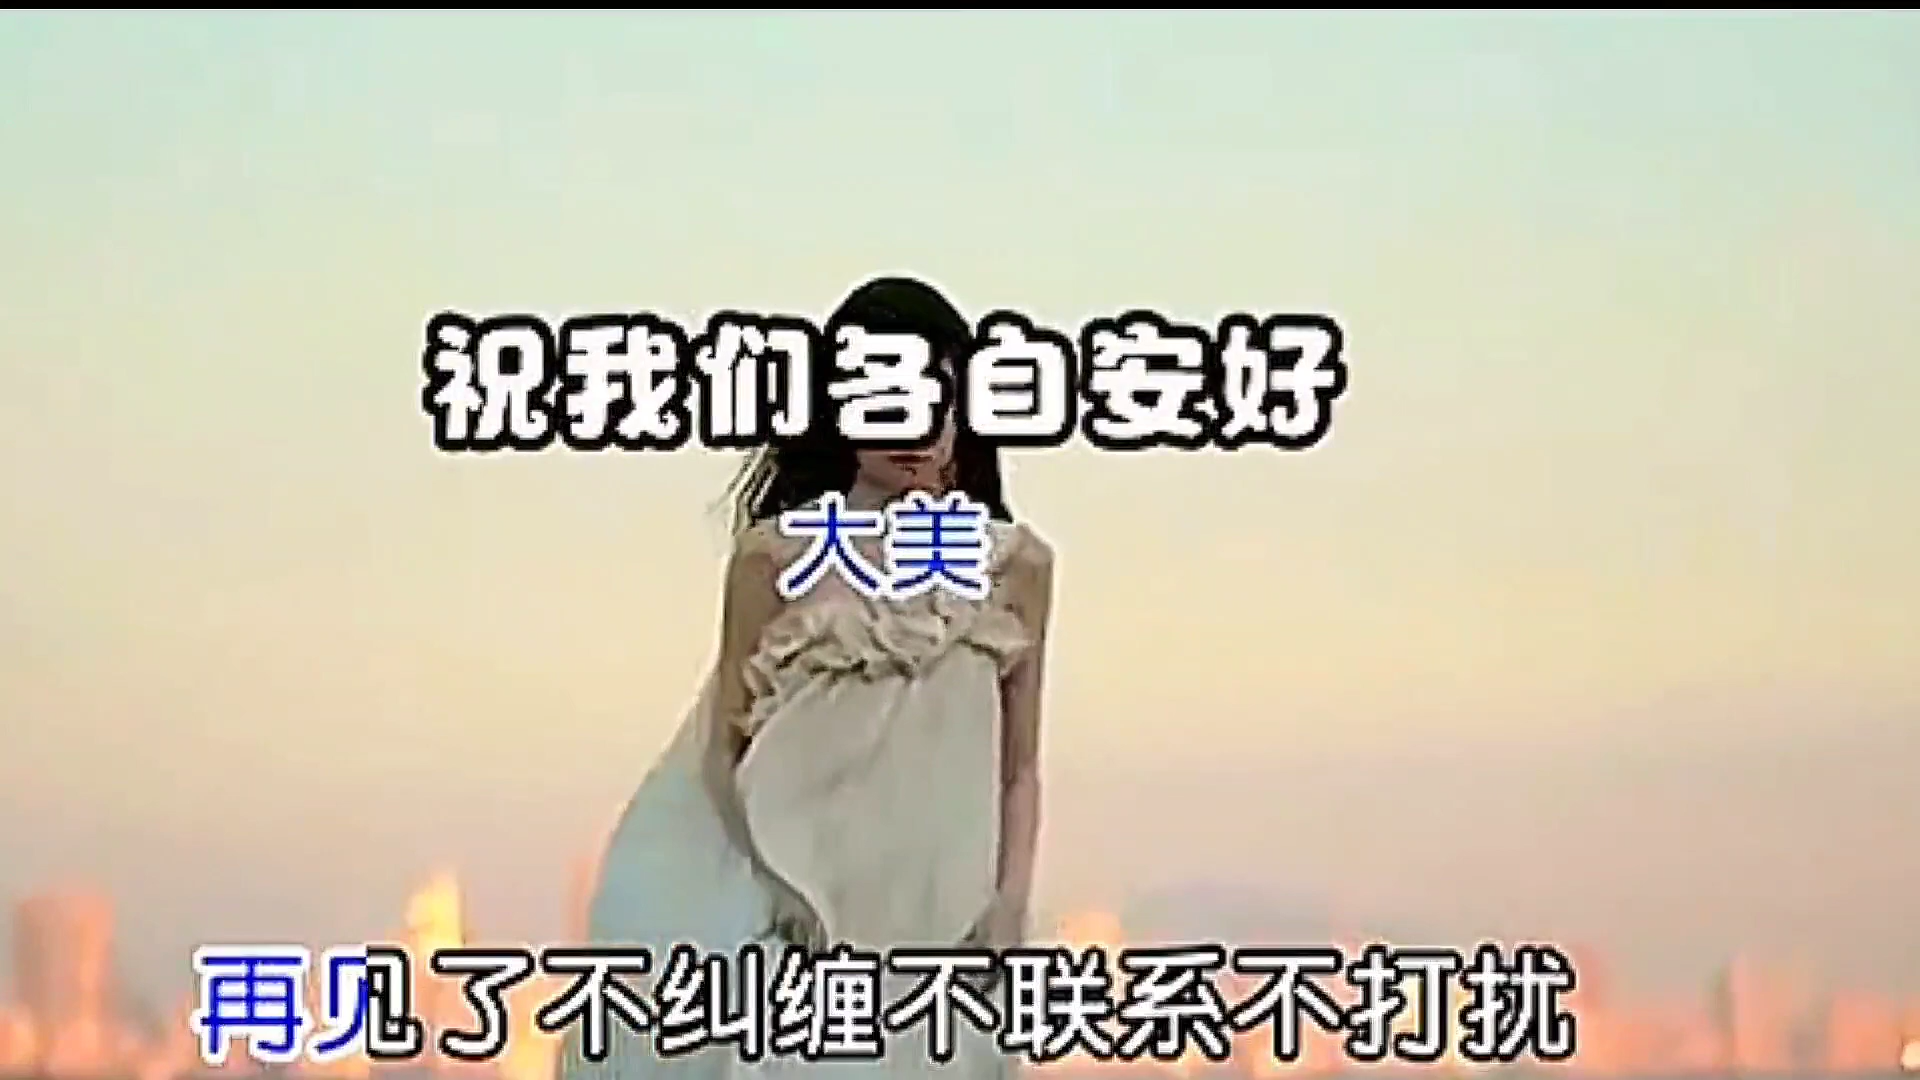 祝我们各自安好
大美
再见了不纠缠不联系不打扰